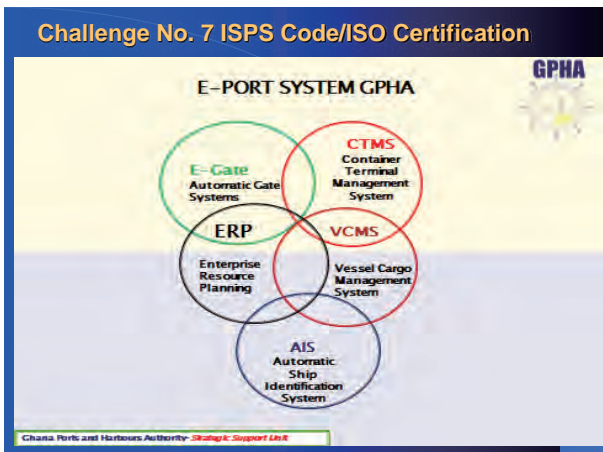 Challenge No. 7 ISPS Code/ISO Certification
GPHA
E-PORT SYSTEM GPHA
E-Gate
Automatic Gate
Systems
CTMS
Container
Terminal
Management
System
ERP
Enterprise
Resource
Planning
VCMS
Vessel Cargo
Management
System
AIS
Automatic
Ship
Identification
System
Ghana Ports and Harbours Authority- Strategic Support Unit